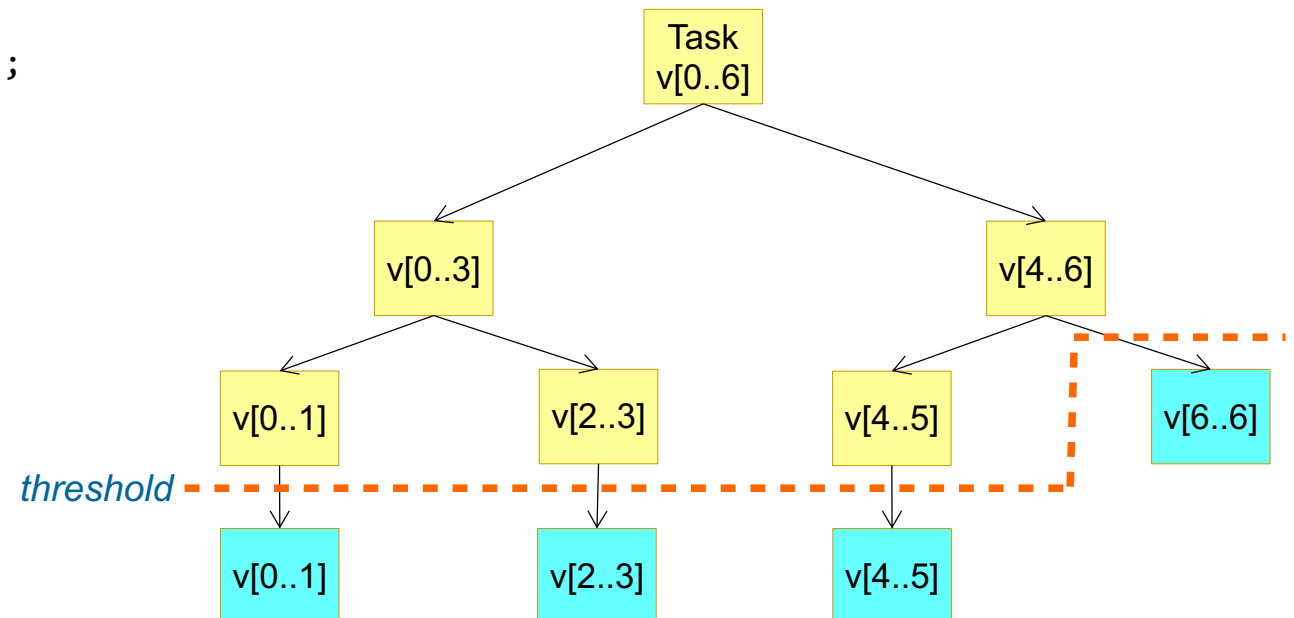 ;
Task
v[0..6]
v[0..3]
v[4..6]
v[0..1]
v[2..3]
v[4..5]
v[6..6]
threshold
v[0..1]
v[2..3]
v[4..5]